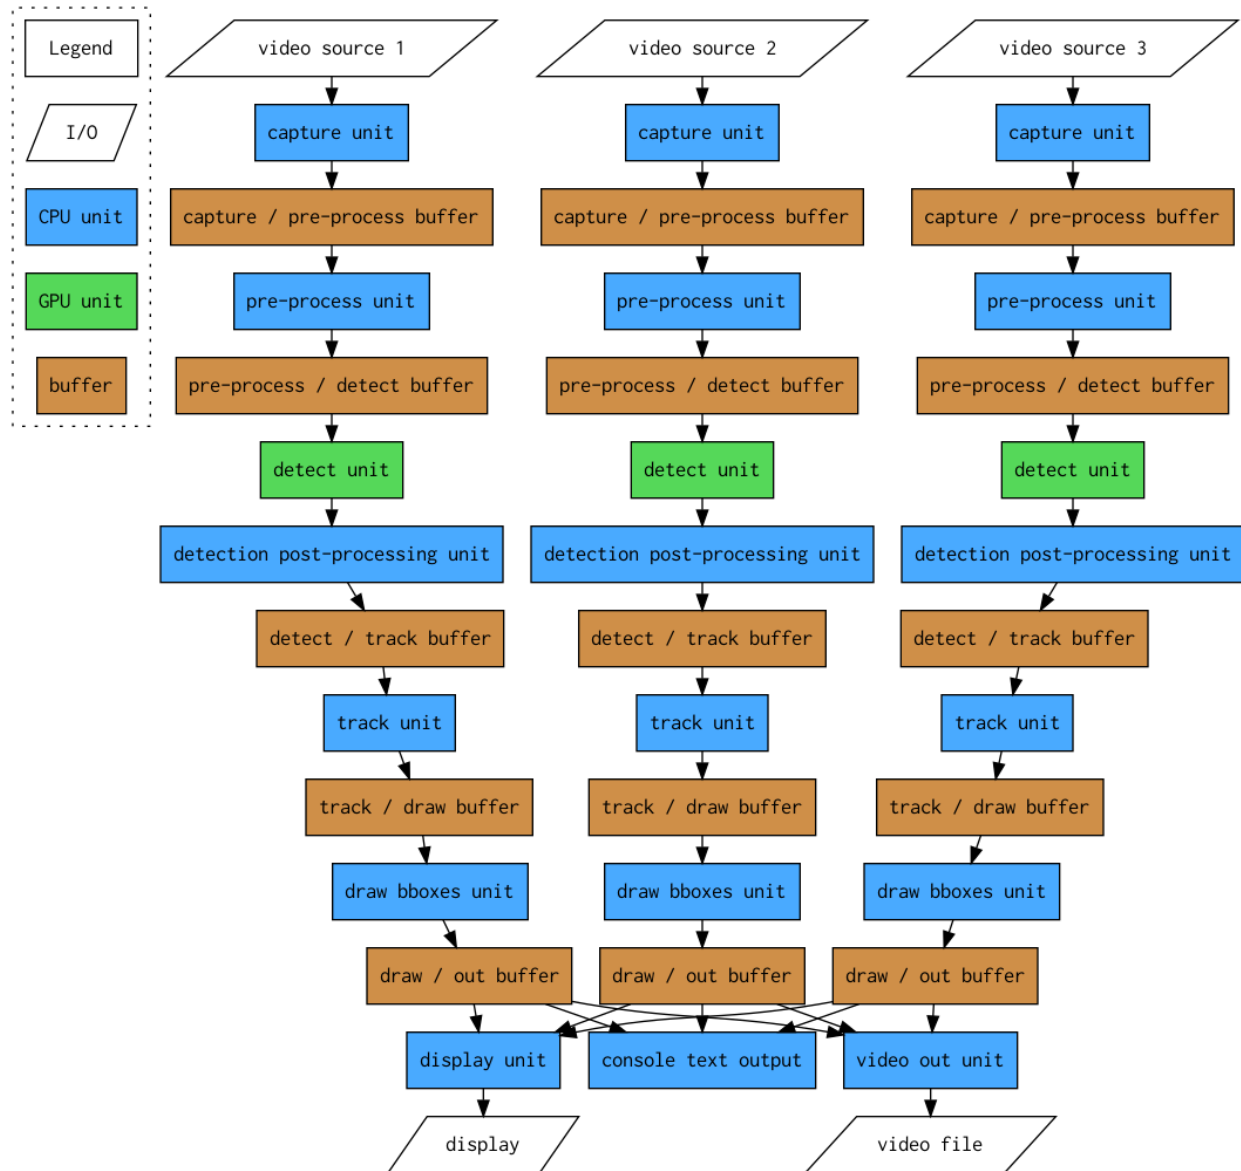 Legend
video source 1
video source 2
video source 3
I/O
capture unit
capture unit
capture unit
CPU unit
capture / pre-process buffer
capture / pre-process buffer
capture / pre-process buffer
GPU unit
pre-process unit
pre-process unit
pre-process unit
buffer
pre-process / detect buffer
pre-process / detect buffer
pre-process / detect buffer
detect unit
detect unit
detect unit
detection post-processing unit
detection post-processing unit
detection post-processing unit
detect / track buffer
detect / track buffer
detect / track buffer
track unit
track unit
track unit
track / draw buffer
track / draw buffer
track / draw buffer
draw bboxes unit
draw bboxes unit
draw bboxes unit
draw / out buffer
draw / out buffer
draw / out buffer
display unit
console text output
video out unit
display
video file